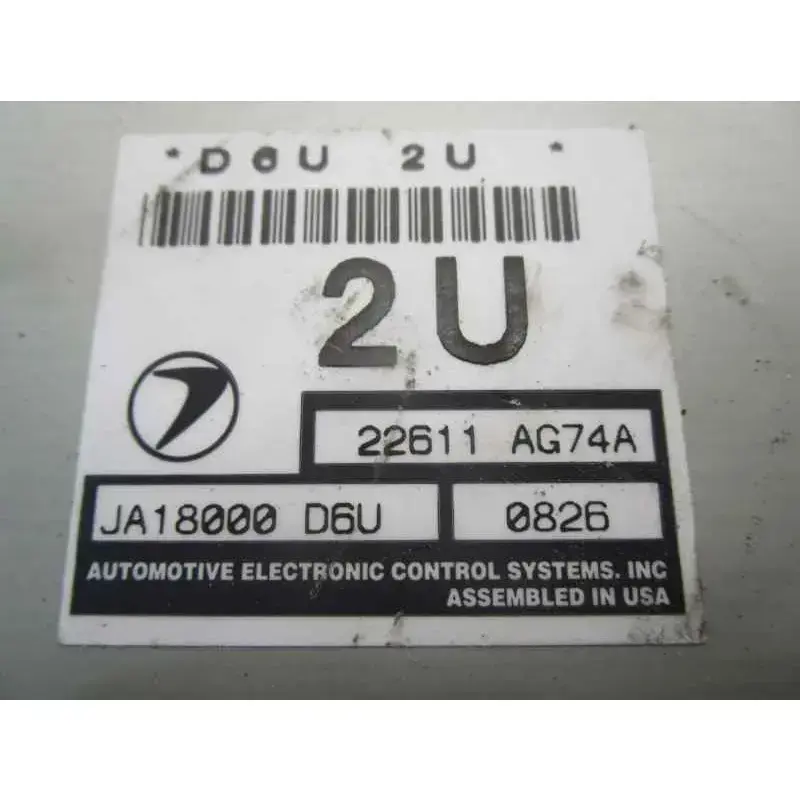 *D6U 2U *
2U
22611 AG74A
JA18000 D6U 0826
AUTOMOTIVE ELECTRONIC CONTROL SYSTEMS. INC
ASSEMBLED IN USA